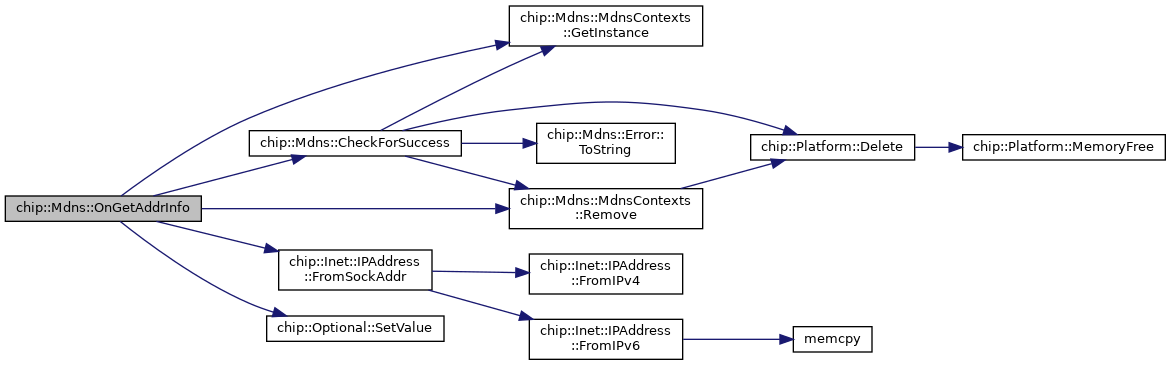 chip::Mdns::MdnsContexts
::GetInstance
chip::Mdns::CheckForSuccess
chip::Mdns::Error::
ToString
chip::Platform::Delete
chip::Platform::MemoryFree
chip::Mdns::OnGetAddrInfo
chip::Mdns::MdnsContexts
::Remove
chip::Inet::IPAddress
::FromSockAddr
chip::Inet::IPAddress
::FromIPv4
chip::Optional::SetValue
chip::Inet::IPAddress
::FromIPv6
memcpy